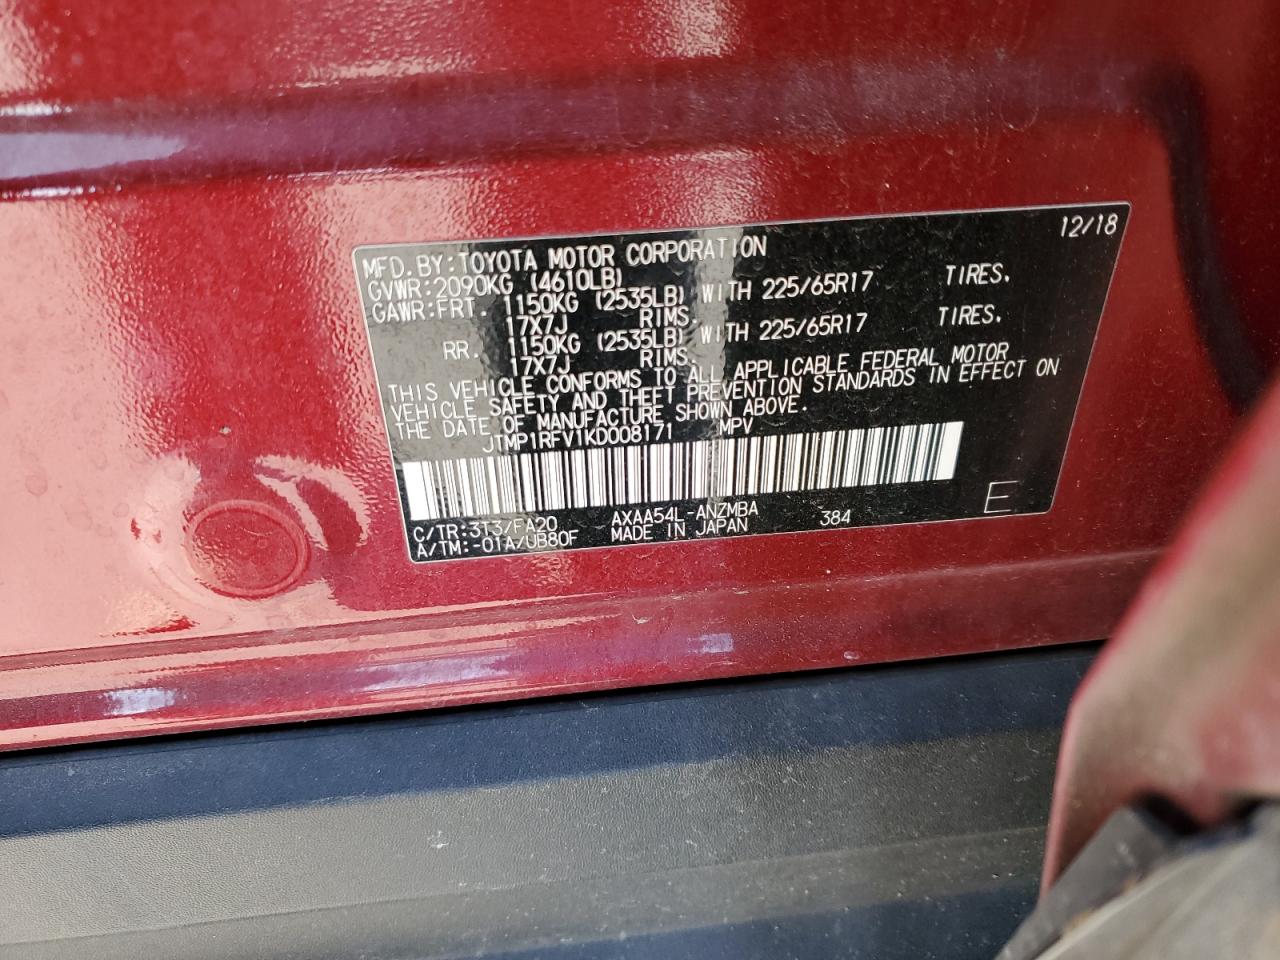 12/18
MFD. BY: TOYOTA MOTOR CORPORATION
GVWR: 2090KG (4610LB)
GAWR: FRT. 1150KG (2535LB) WITH 225/65R17 TIRES.
17X7J RIMS.
RR. 1150KG (2535LB) WITH 225/65R17 TIRES.
17X7J RIMS.
THIS VEHICLE CONFORMS TO ALL APPLICABLE FEDERAL MOTOR
VEHICLE SAFETY AND THEFT PREVENTION STANDARDS IN EFFECT ON
THE DATE OF MANUFACTURE SHOWN ABOVE.
JTMP1RFV1KD008171 MPV
C/TR: 3T3/FA20 AXAA54L-ANZMBA 384 E
A/TM: -01A/UB80F MADE IN JAPAN